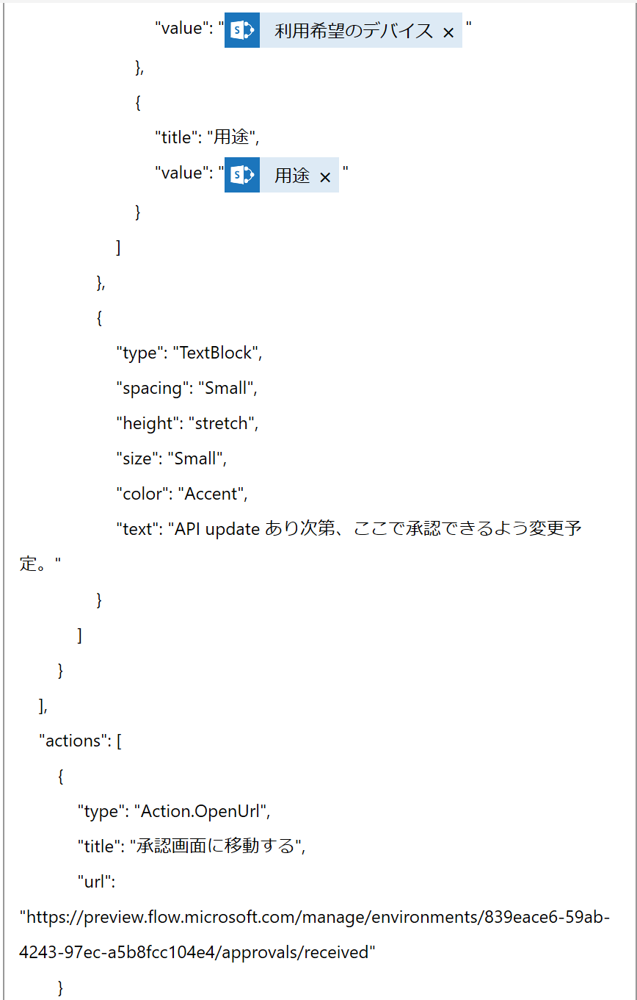 "value": "S 利用希望のデバイス × "
},
{
"title": "用途",
"value": "S 用途 × "
}
]
},
{
"type": "TextBlock",
"spacing": "Small",
"height": "stretch",
"size": "Small",
"color": "Accent",
"text": "API update あり次第、ここで承認できるよう変更予
定。"
}
]
}
],
"actions": [
{
"type": "Action.OpenUrl",
"title": "承認画面に移動する",
"url":
"https://preview.flow.microsoft.com/manage/environments/839eace6-59ab-
4243-97ec-a5b8fcc104e4/approvals/received"
}